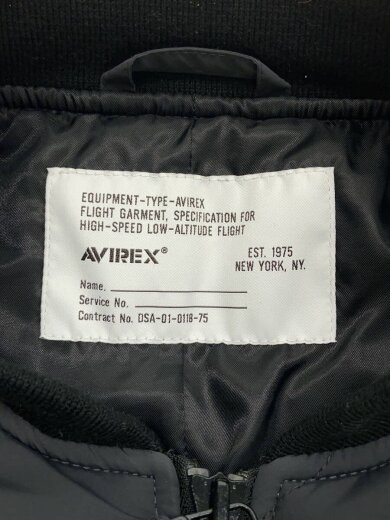 EQUIPMENT-TYPE-AVIREX
FLIGHT GARMENT, SPECIFICATION FOR
HIGH-SPEED LOW-ALTITUDE FLIGHT
AVIREX®
EST. 1975
NEW YORK, NY.
Name.
Service No.
Contract No. DSA-01-0118-75